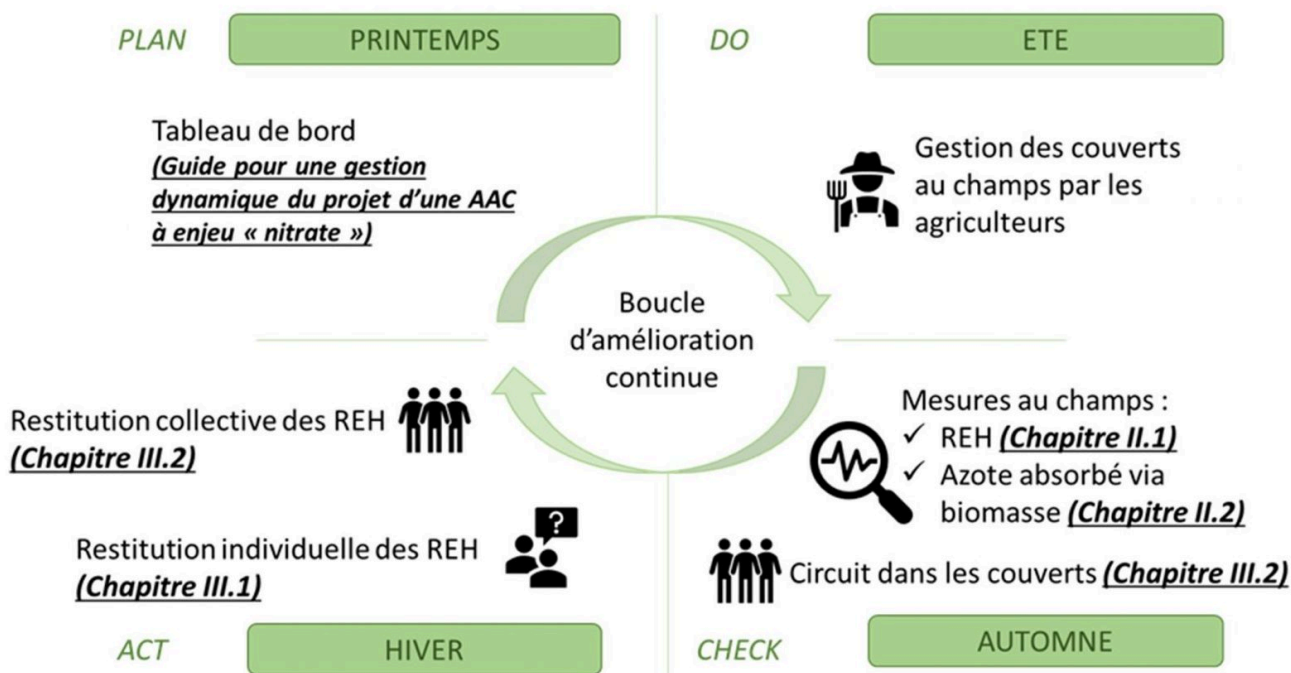 PLAN
PRINTEMPS
Tableau de bord
(Guide pour une gestion
dynamique du projet d'une AAC
à enjeu « nitrate »)
DO
ETE
Gestion des couverts
au champs par les
agriculteurs
Boucle
d'amélioration
continue
Restitution collective des REH
(Chapitre III.2)
Restitution individuelle des REH
(Chapitre III.1)
?
ACT
HIVER
Mesures au champs :
✓ REH (Chapitre II.1)
✓ Azote absorbé via
biomasse (Chapitre II.2)
Circuit dans les couverts (Chapitre III.2)
CHECK
AUTOMNE